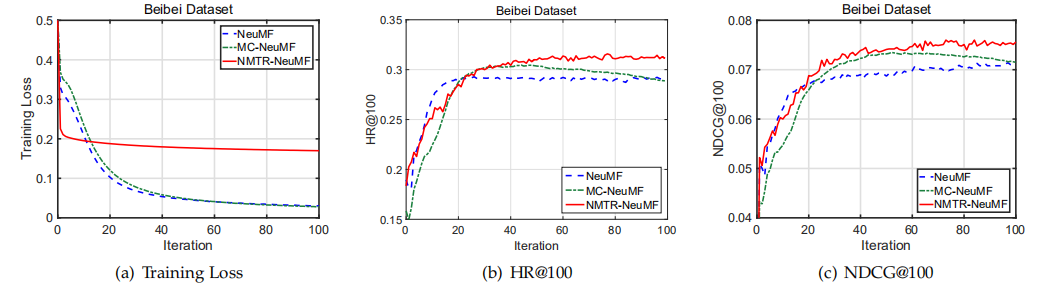 Beibei Dataset
Training Loss
0.5
0.4
0.3
0.2
0.1
0
0 20 40 60 80 100
Iteration
NeuMF
MC-NeuMF
NMTR-NeuMF
(a) Training Loss
Beibei Dataset
HR@100
0.35
0.3
0.25
0.2
0.15
0 20 40 60 80 100
Iteration
NeuMF
MC-NeuMF
NMTR-NeuMF
(b) HR@100
Beibei Dataset
NDCG@100
0.08
0.07
0.06
0.05
0.04
0 20 40 60 80 100
Iteration
NeuMF
MC-NeuMF
NMTR-NeuMF
(c) NDCG@100